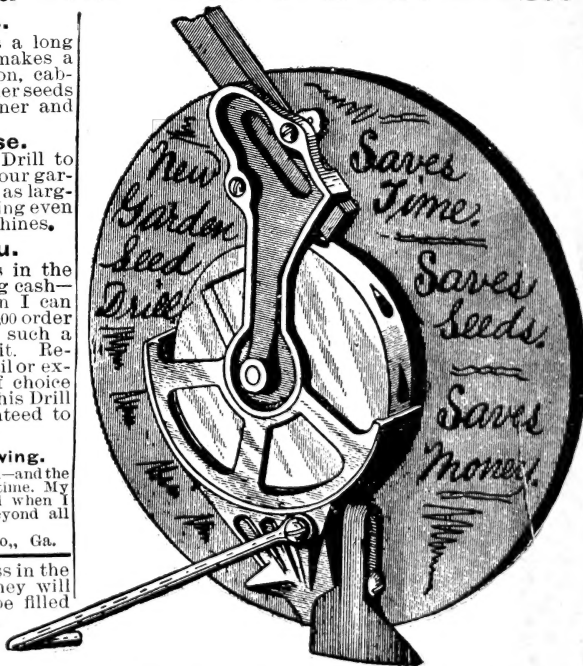 s a long
makes a
on, cab-
er seeds
ner and
se.
Drill to
our gar-
as larg-
ing even
hines.
u.
s in the
g cash—
n I can
.00 order
such a
it. Re-
il or ex-
f choice
his Drill
teed to
ving.
—and the
time. My
d when I
eyond all
o., Ga.
ss in the
ney will
be filled
New
Garden
Seed
Drill
Saves
Time.
Saves
Seeds.
Saves
Money.